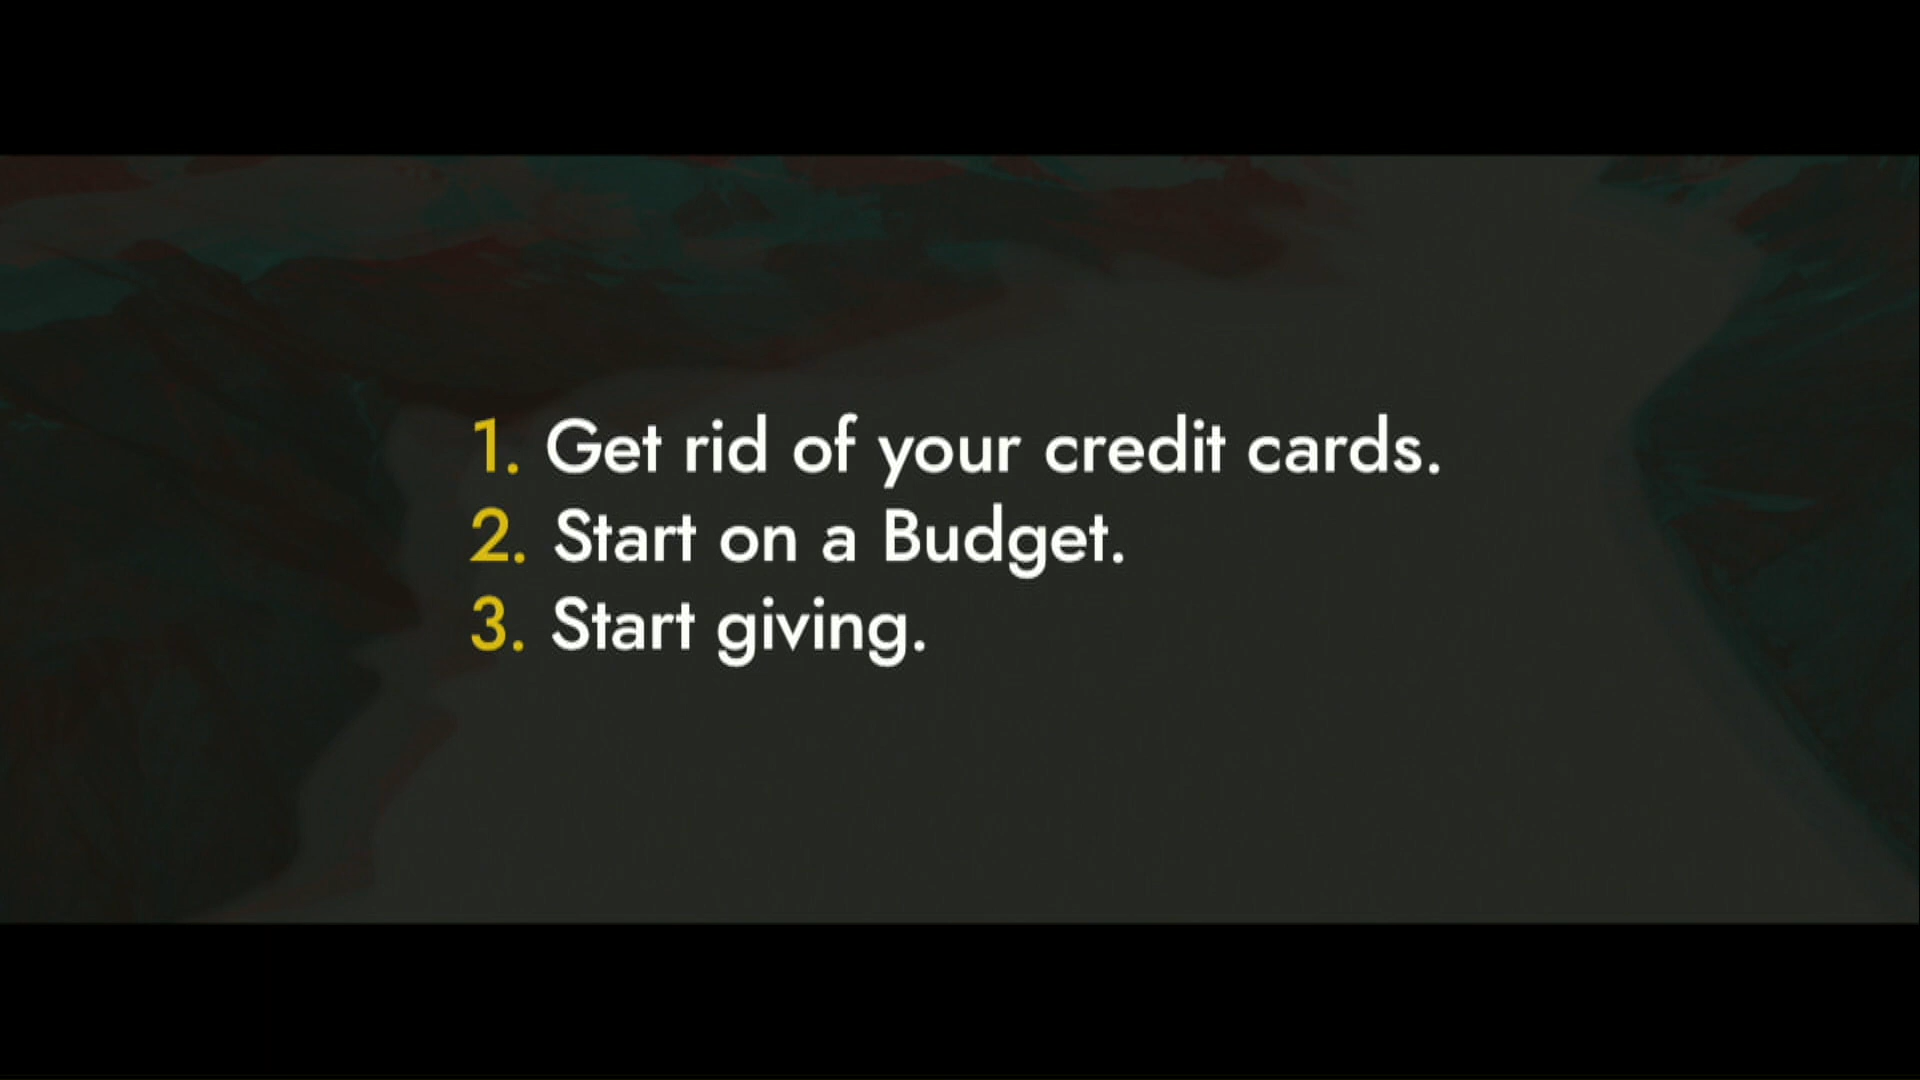 1. Get rid of your credit cards.
2. Start on a Budget.
3. Start giving.